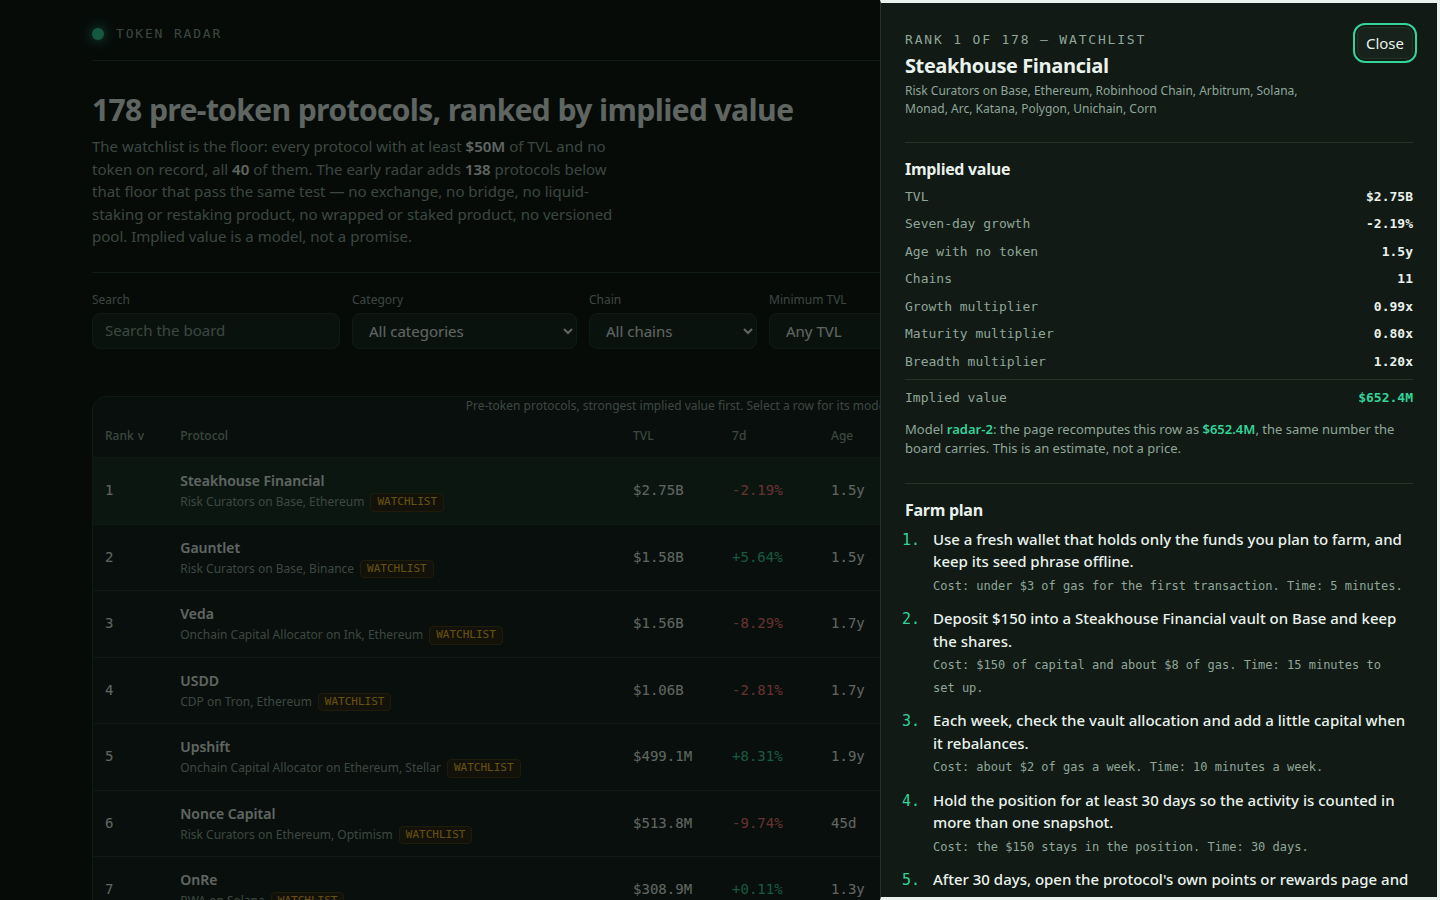 TOKEN RADAR
178 pre-token protocols, ranked by implied value
The watchlist is the floor: every protocol with at least $50M of TVL and no
token on record, all 40 of them. The early radar adds 138 protocols below
that floor that pass the same test — no exchange, no bridge, no liquid-
staking or restaking product, no wrapped or staked product, no versioned
pool. Implied value is a model, not a promise.
Search
Category
Chain
Minimum TVL
Search the board
All categories
All chains
Any TVL
Pre-token protocols, strongest implied value first. Select a row for its mod
Rank v Protocol TVL 7d Age
1 Steakhouse Financial $2.75B -2.19% 1.5y
Risk Curators on Base, Ethereum WATCHLIST
2 Gauntlet $1.58B +5.64% 1.5y
Risk Curators on Base, Binance WATCHLIST
3 Veda $1.56B -8.29% 1.7y
Onchain Capital Allocator on Ink, Ethereum WATCHLIST
4 USDD $1.06B -2.81% 1.7y
CDP on Tron, Ethereum WATCHLIST
5 Upshift $499.1M +8.31% 1.9y
Onchain Capital Allocator on Ethereum, Stellar WATCHLIST
6 Nonce Capital $513.8M -9.74% 45d
Risk Curators on Ethereum, Optimism WATCHLIST
7 OnRe $308.9M +0.11% 1.3y
RWA on Solana WATCHLIST
RANK 1 OF 178 — WATCHLIST
Close
Steakhouse Financial
Risk Curators on Base, Ethereum, Robinhood Chain, Arbitrum, Solana,
Monad, Arc, Katana, Polygon, Unichain, Corn
Implied value
TVL $2.75B
Seven-day growth -2.19%
Age with no token 1.5y
Chains 11
Growth multiplier 0.99x
Maturity multiplier 0.80x
Breadth multiplier 1.20x
Implied value $652.4M
Model radar-2: the page recomputes this row as $652.4M, the same number the
board carries. This is an estimate, not a price.
Farm plan
1. Use a fresh wallet that holds only the funds you plan to farm, and
keep its seed phrase offline.
Cost: under $3 of gas for the first transaction. Time: 5 minutes.
2. Deposit $150 into a Steakhouse Financial vault on Base and keep
the shares.
Cost: $150 of capital and about $8 of gas. Time: 15 minutes to
set up.
3. Each week, check the vault allocation and add a little capital when
it rebalances.
Cost: about $2 of gas a week. Time: 10 minutes a week.
4. Hold the position for at least 30 days so the activity is counted in
more than one snapshot.
Cost: the $150 stays in the position. Time: 30 days.
5. After 30 days, open the protocol's own points or rewards page and